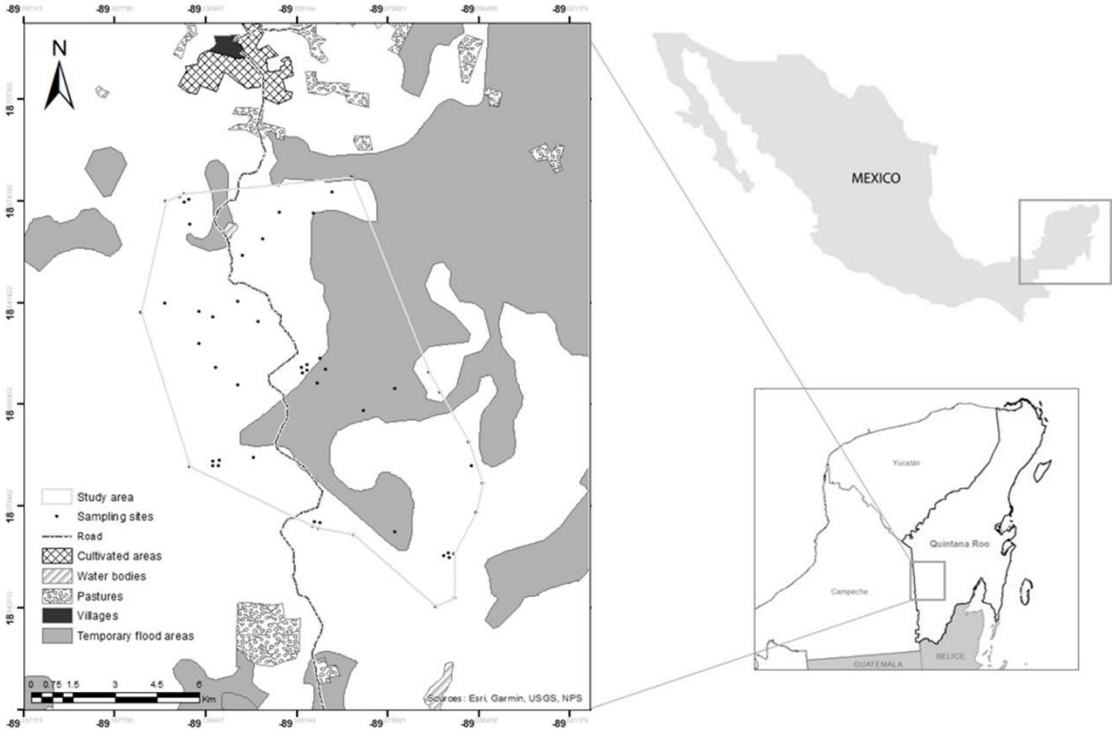 -89 -89 -89 -89 -89 -89 -89
N
18
18
18
18
18
18
Study area
Sampling sites
Road
Cultivated areas
Water bodies
Pastures
Villages
Temporary flood areas
0 0.75 1.5 3 4.5 6
Km
Sources: Esri, Garmin, USGS, NPS
-89 -89 -89 -89 -89 -89 -89
MEXICO
Yucatán
Quintana Roo
Campeche
GUATEMALA
BELICE